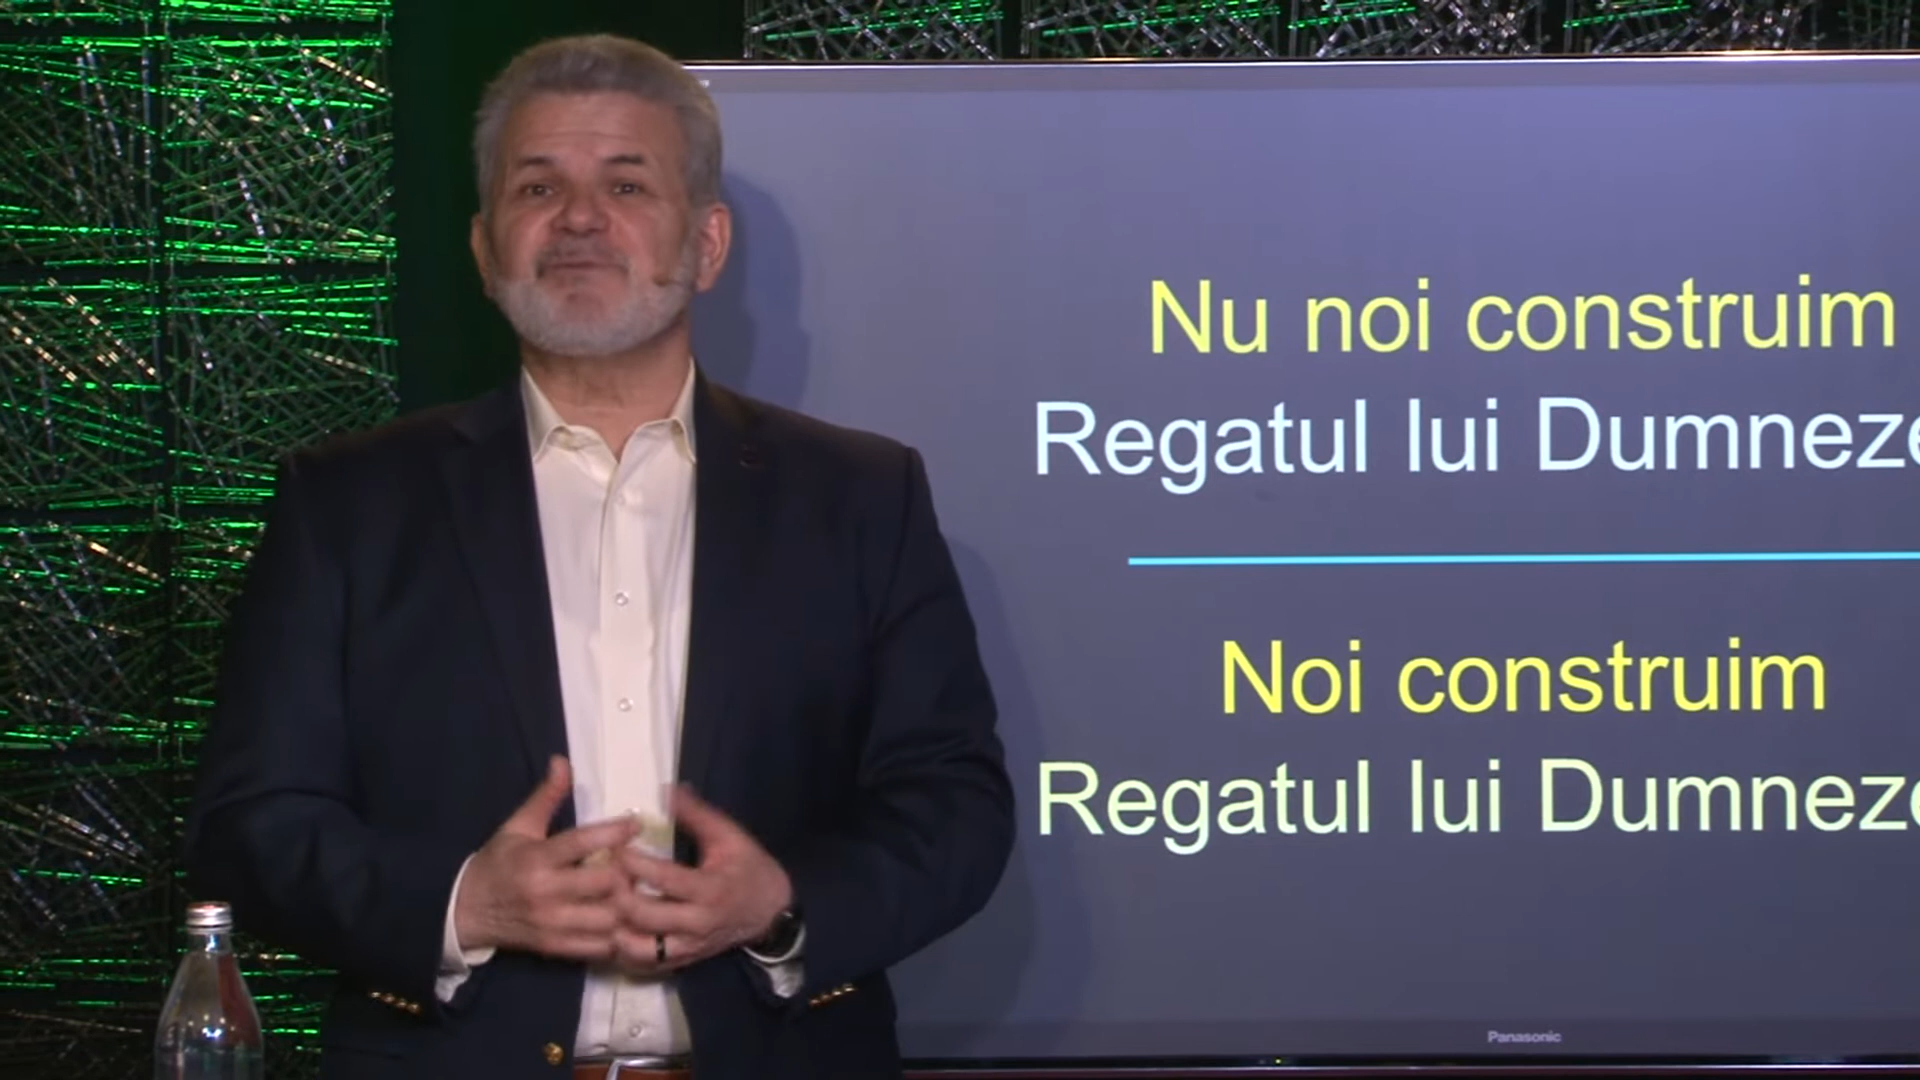 Nu noi construim
Regatul lui Dumneze
Noi construim
Regatul lui Dumneze
Panasonic